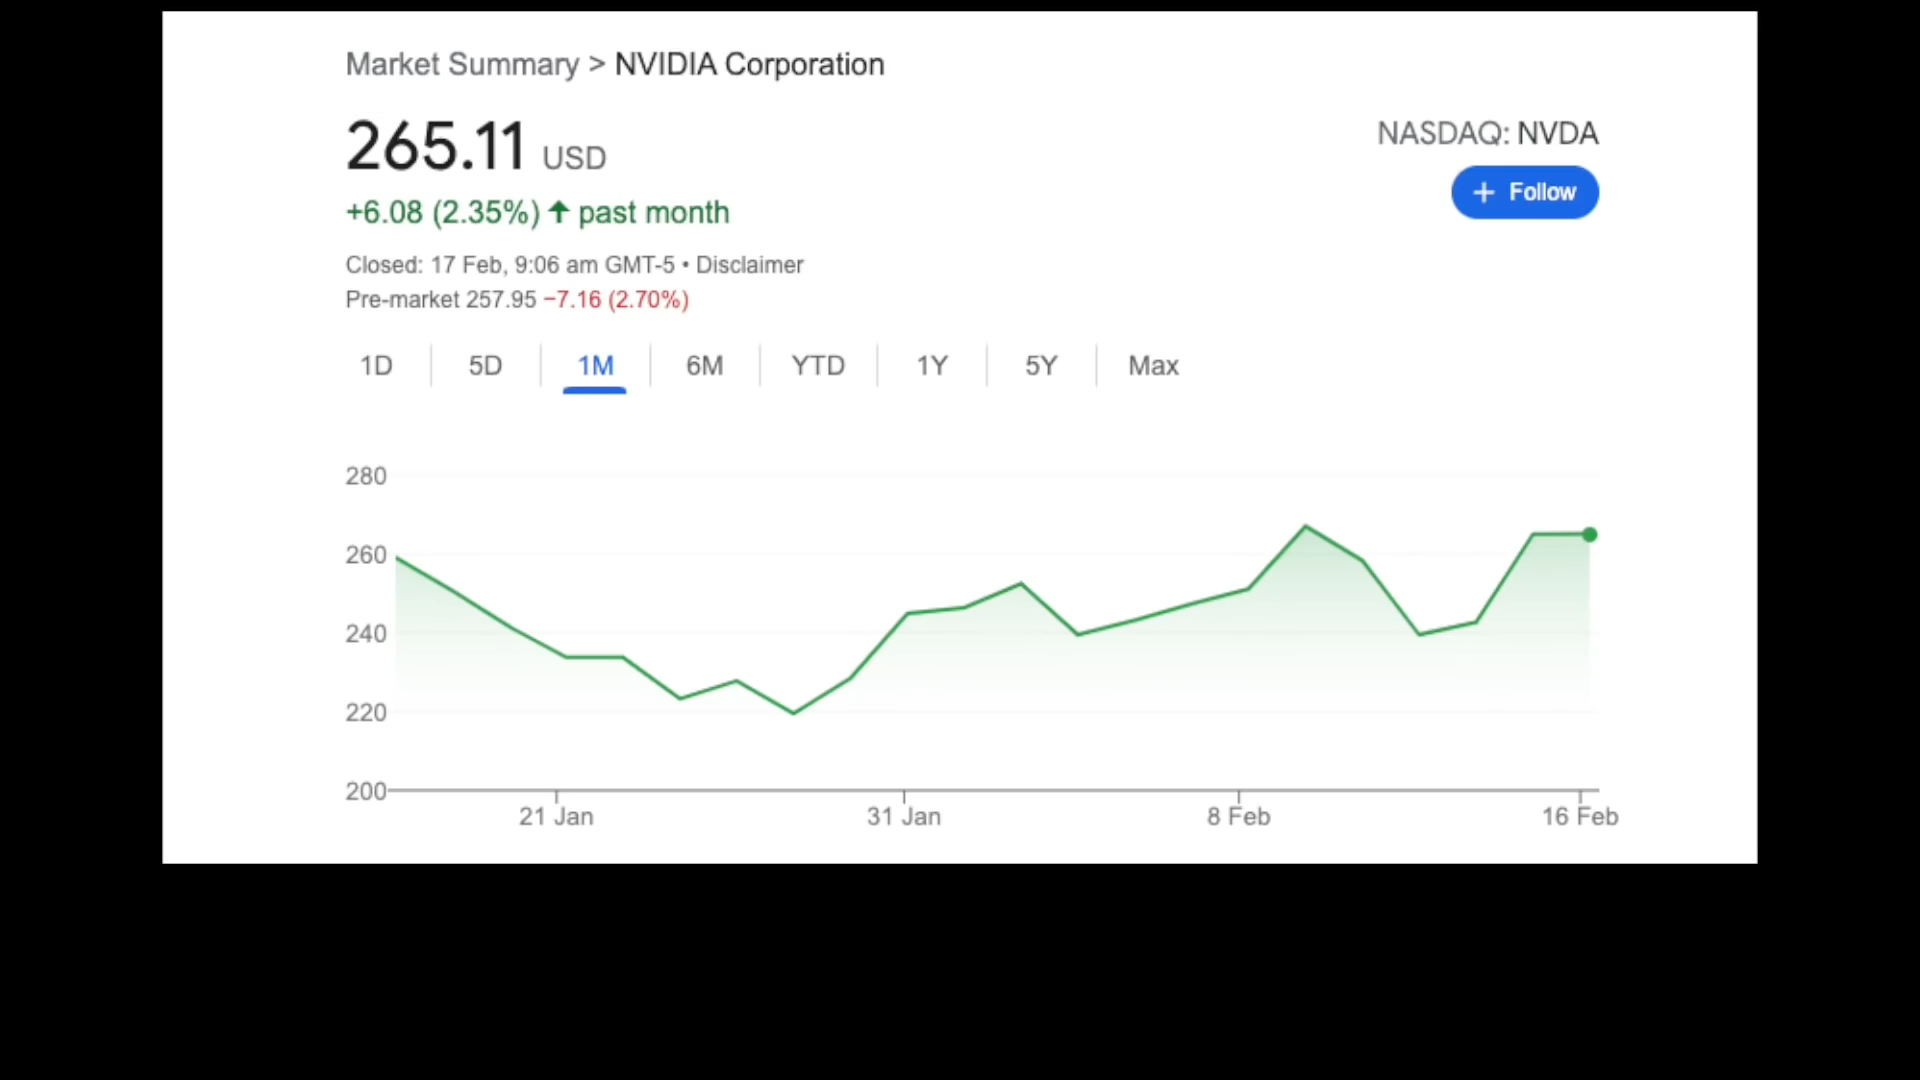 Market Summary > NVIDIA Corporation
265.11 USD
NASDAQ: NVDA
+ Follow
+6.08 (2.35%) ↑ past month
Closed: 17 Feb, 9:06 am GMT-5 • Disclaimer
Pre-market 257.95 −7.16 (2.70%)
1D 5D 1M 6M YTD 1Y 5Y Max
280
260
240
220
200
21 Jan 31 Jan 8 Feb 16 Feb